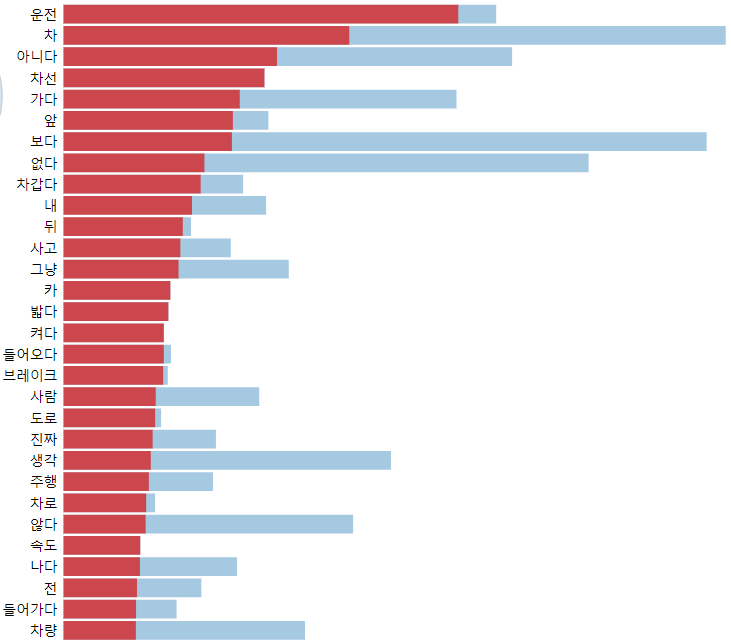 운전
차
아니다
차선
가다
앞
보다
없다
차갑다
내
뒤
사고
그냥
카
밟다
켜다
들어오다
브레이크
사람
도로
진짜
생각
주행
차로
않다
속도
나다
전
들어가다
차량